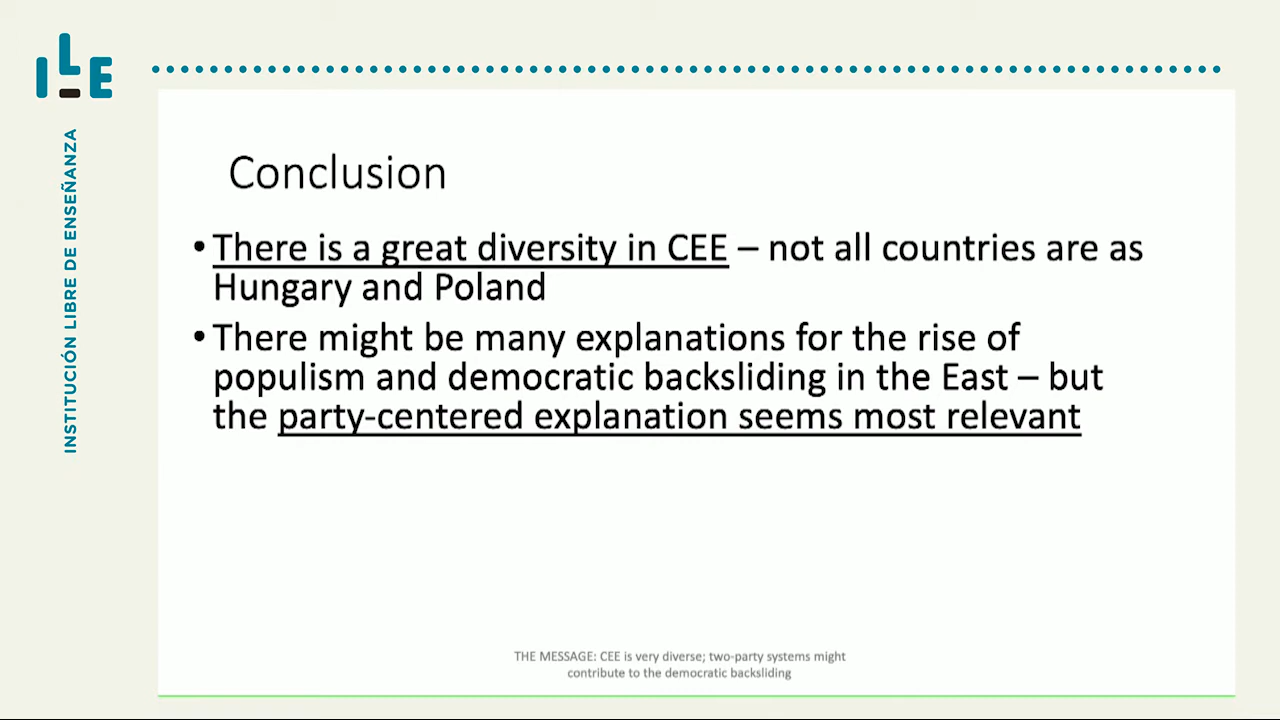 ILE
INSTITUCIÓN LIBRE DE ENSEÑANZA
Conclusion
• There is a great diversity in CEE – not all countries are as
Hungary and Poland
• There might be many explanations for the rise of
populism and democratic backsliding in the East – but
the party-centered explanation seems most relevant
THE MESSAGE: CEE is very diverse; two-party systems might
contribute to the democratic backsliding